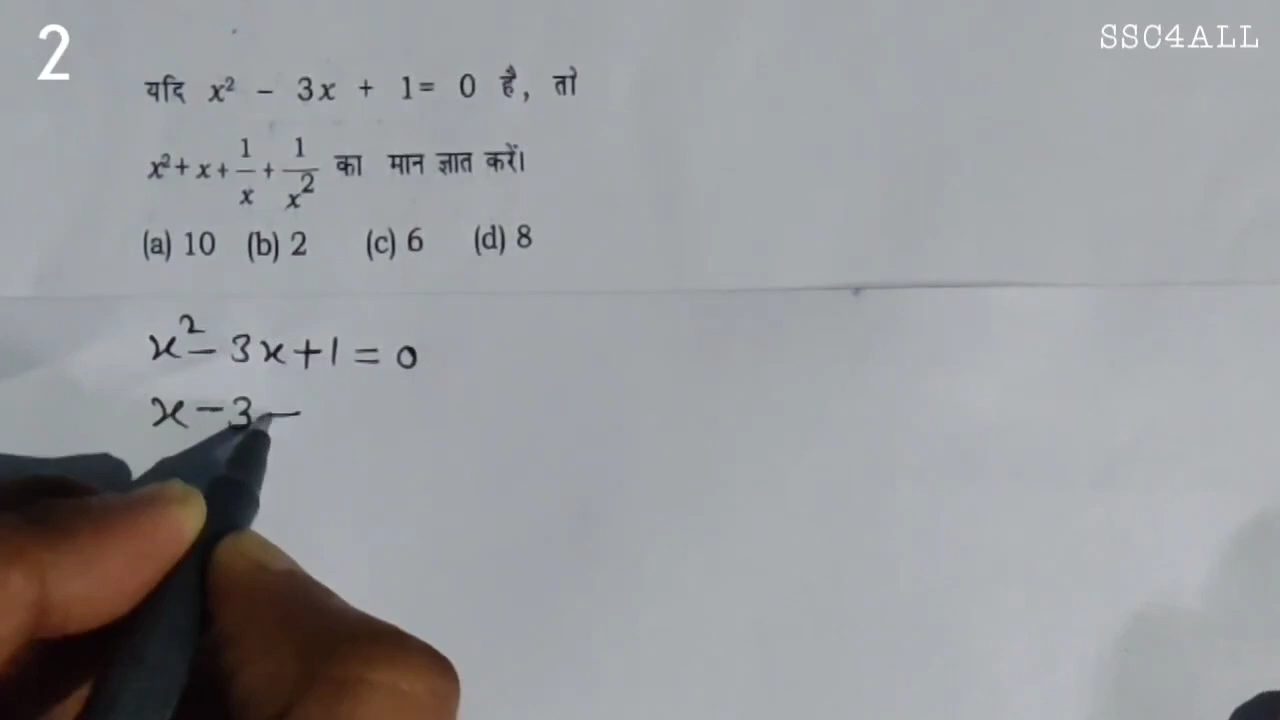 2
SSC4ALL
यदि x² - 3x + 1= 0 है, तो
x² + x + 1/x + 1/x² का मान ज्ञात करें।
(a) 10 (b) 2 (c) 6 (d) 8
x² - 3x + 1 = 0
x - 3 -